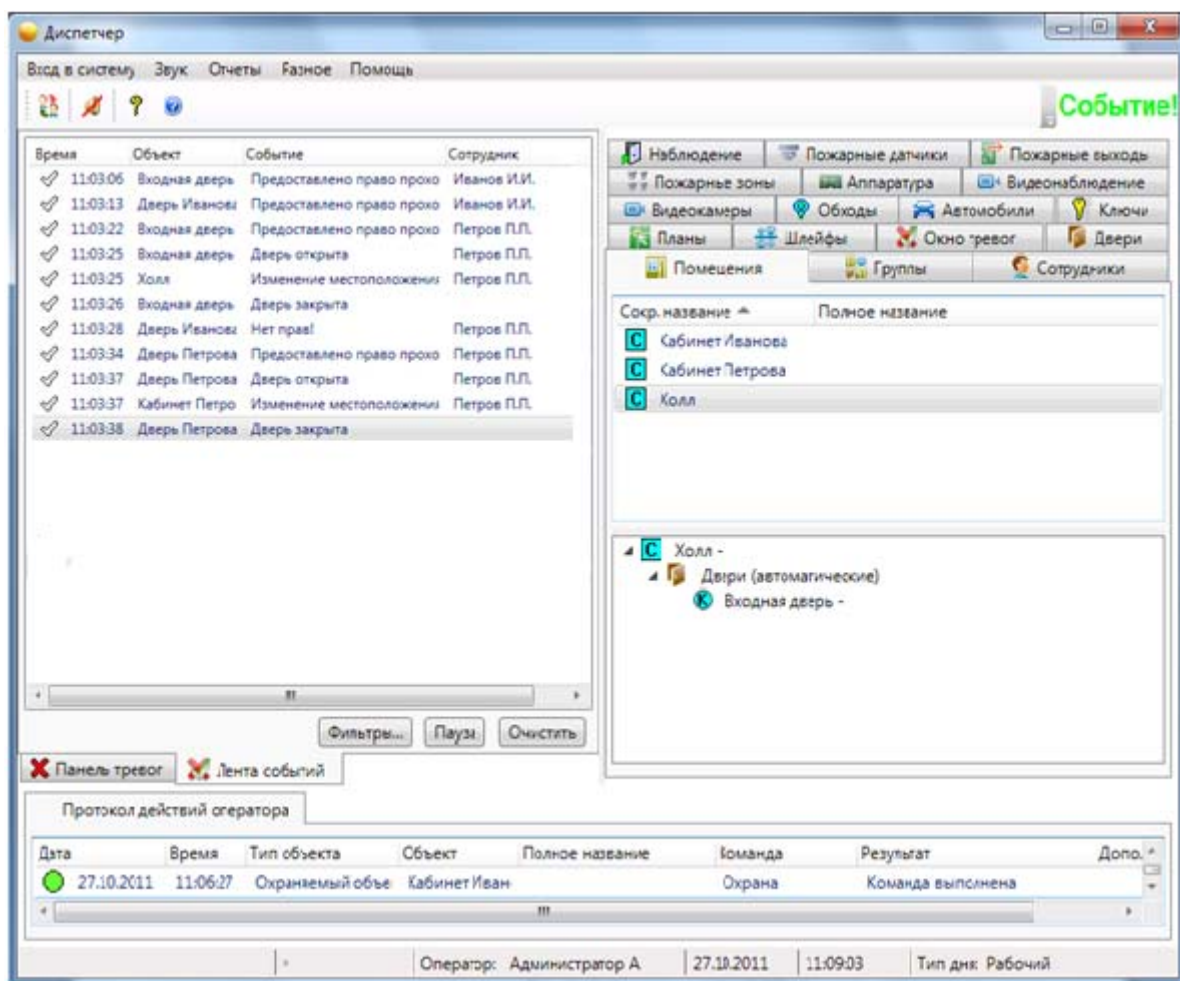 Диспетчер
Вход в систему Звук Отчеты Разное Помощь
Событие!
Время Объект Событие Сотрудник
11:03:06 Входная дверь Предоставлено право прохо Иванов И.И.
11:03:13 Дверь Иванова Предоставлено право прохо Иванов И.И.
11:03:22 Входная дверь Предоставлено право прохо Петров П.П.
11:03:25 Входная дверь Дверь открыта Петров П.П.
11:03:25 Холл Изменение местоположения Петров П.П.
11:03:26 Входная дверь Дверь закрыта
11:03:28 Дверь Иванова Нет прав! Петров П.П.
11:03:34 Дверь Петрова Предоставлено право прохо Петров П.П.
11:03:37 Дверь Петрова Дверь открыта Петров П.П.
11:03:37 Кабинет Петро Изменение местоположения Петров П.П.
11:03:38 Дверь Петрова Дверь закрыта
Фильтры... Пауза Очистить
Панель тревог Лента событий
Наблюдение Пожарные датчики Пожарные выходы
Пожарные зоны Аппаратура Видеонаблюдение
Видеокамеры Обходы Автомобили Ключи
Планы Шлейфы Окно тревог Двери
Помещения Группы Сотрудники
Сокр. название Полное название
C Кабинет Иванова
C Кабинет Петрова
C Холл
C Холл -
Двери (автоматические)
K Входная дверь -
Протокол действий оператора
Дата Время Тип объекта Объект Полное название Команда Результат Допо.
27.10.2011 11:06:27 Охраняемый объе Кабинет Иван Охрана Команда выполнена
Оператор: Администратор А 27.10.2011 11:09:03 Тип дня: Рабочий